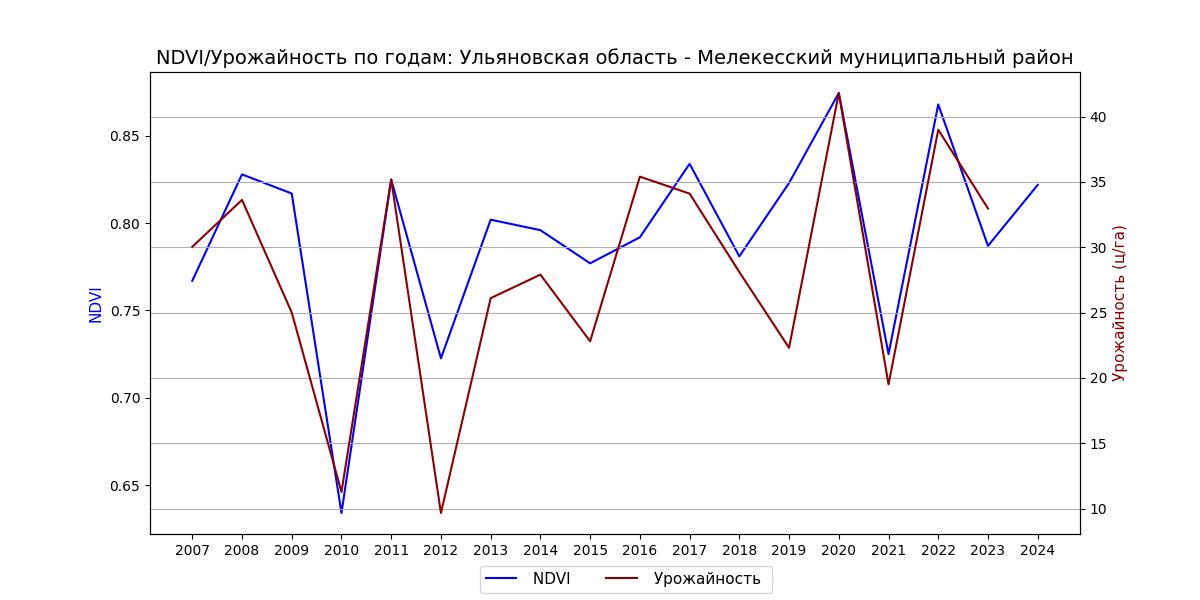 NDVI/Урожайность по годам: Ульяновская область - Мелекесский муниципальный район
0.85
0.80
0.75
0.70
0.65
NDVI
40
35
30
25
20
15
10
Урожайность (ц/га)
2007 2008 2009 2010 2011 2012 2013 2014 2015 2016 2017 2018 2019 2020 2021 2022 2023 2024
NDVI Урожайность